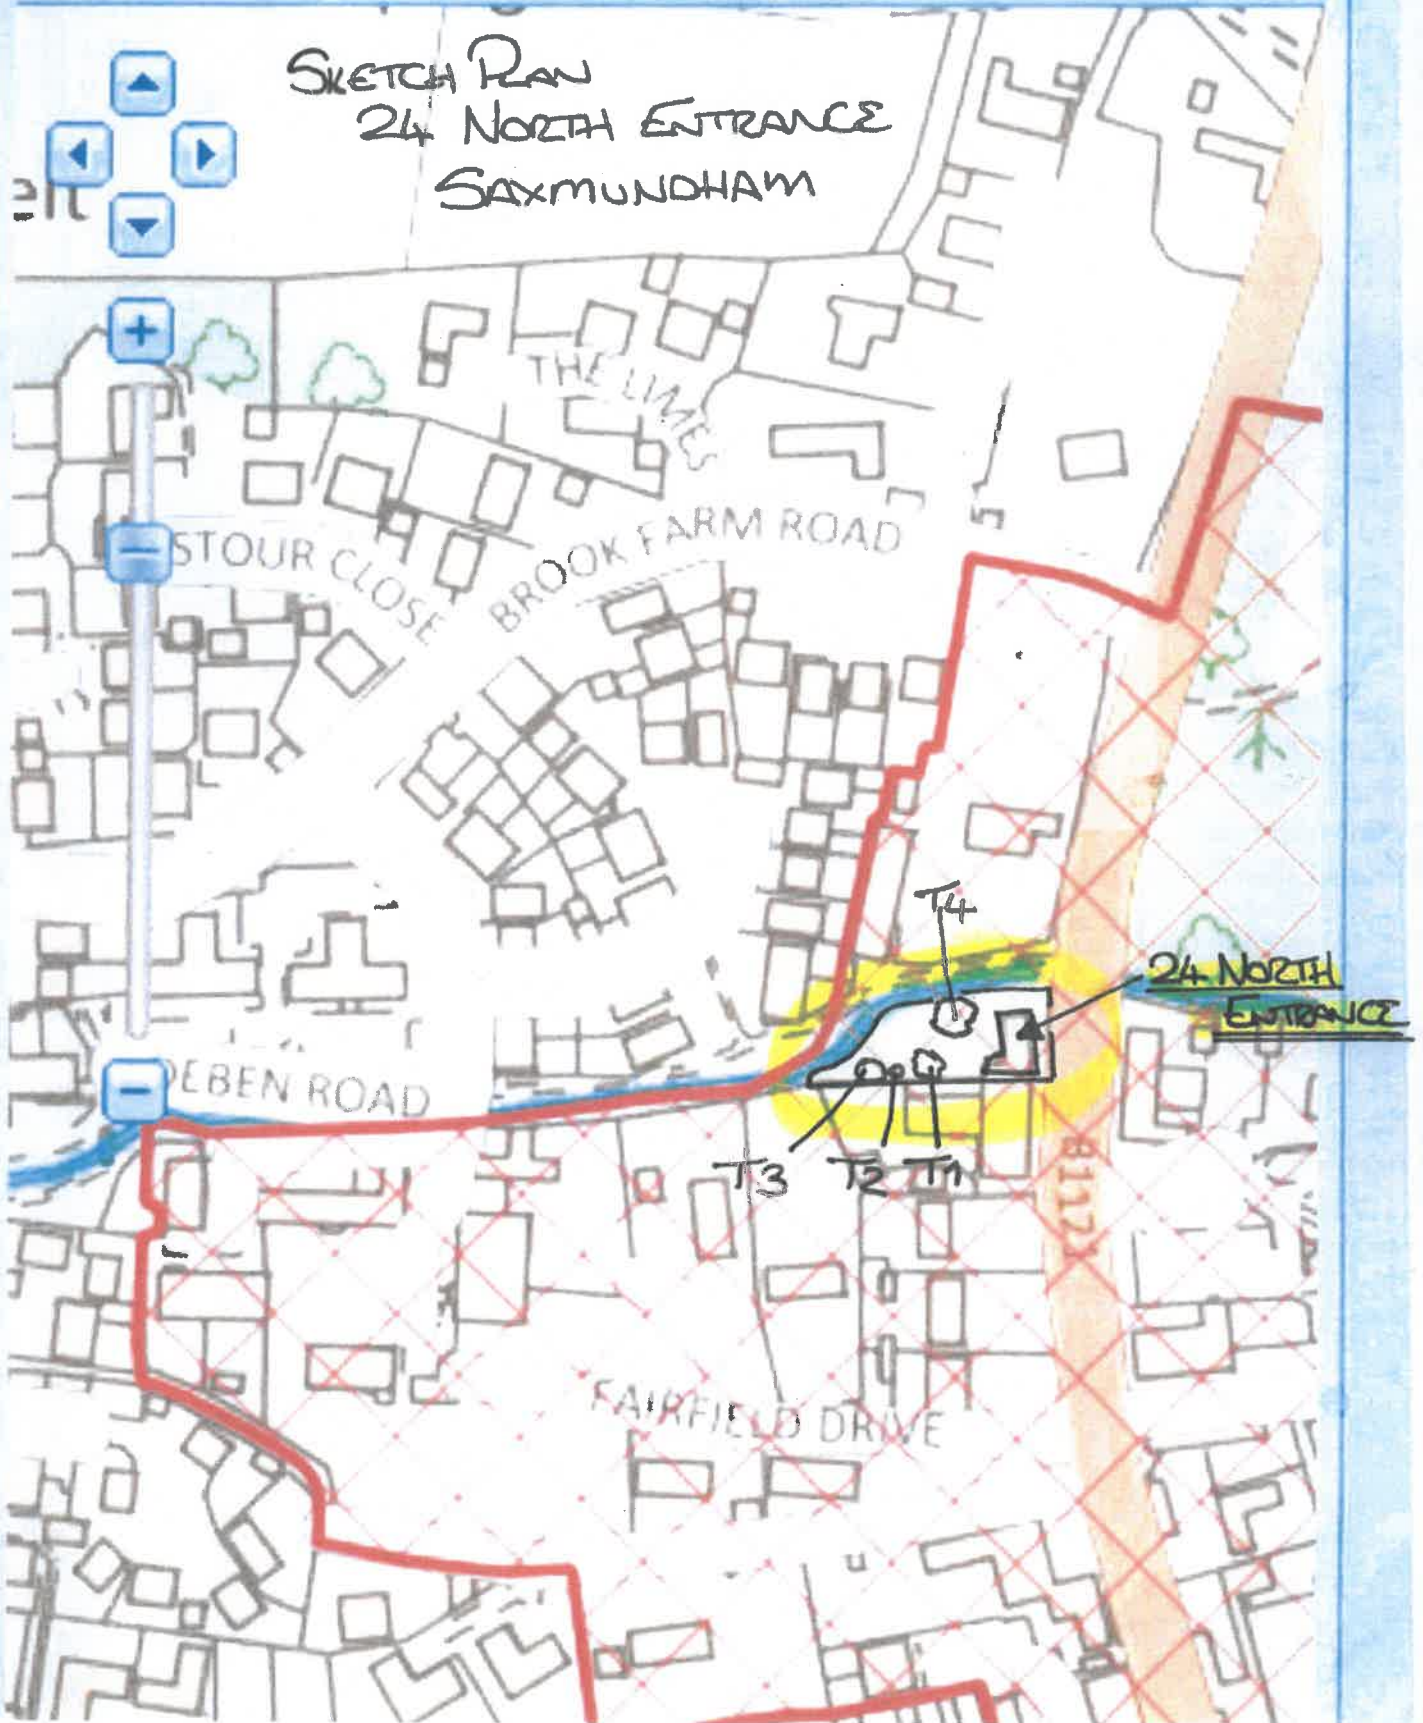 SKETCH PLAN
24 NORTH ENTRANCE
SAXMUNDHAM
THE LIMES
BROOK FARM ROAD
STOUR CLOSE
T4
24 NORTH
ENTRANCE
DEBEN ROAD
T3 T2 T1
B1121
FAIRFIELD DRIVE